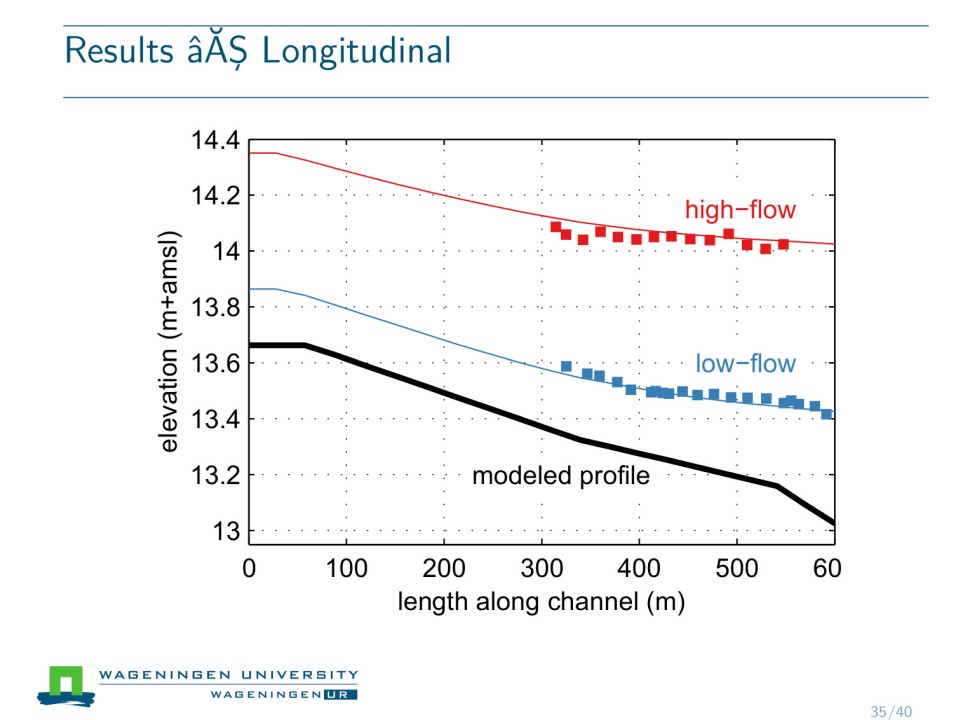 Results âĂŞ Longitudinal
14.4
14.2
14
13.8
13.6
13.4
13.2
13
elevation (m+amsl)
high−flow
low−flow
modeled profile
0 100 200 300 400 500 60
length along channel (m)
WAGENINGEN UNIVERSITY
WAGENINGEN UR
35/40